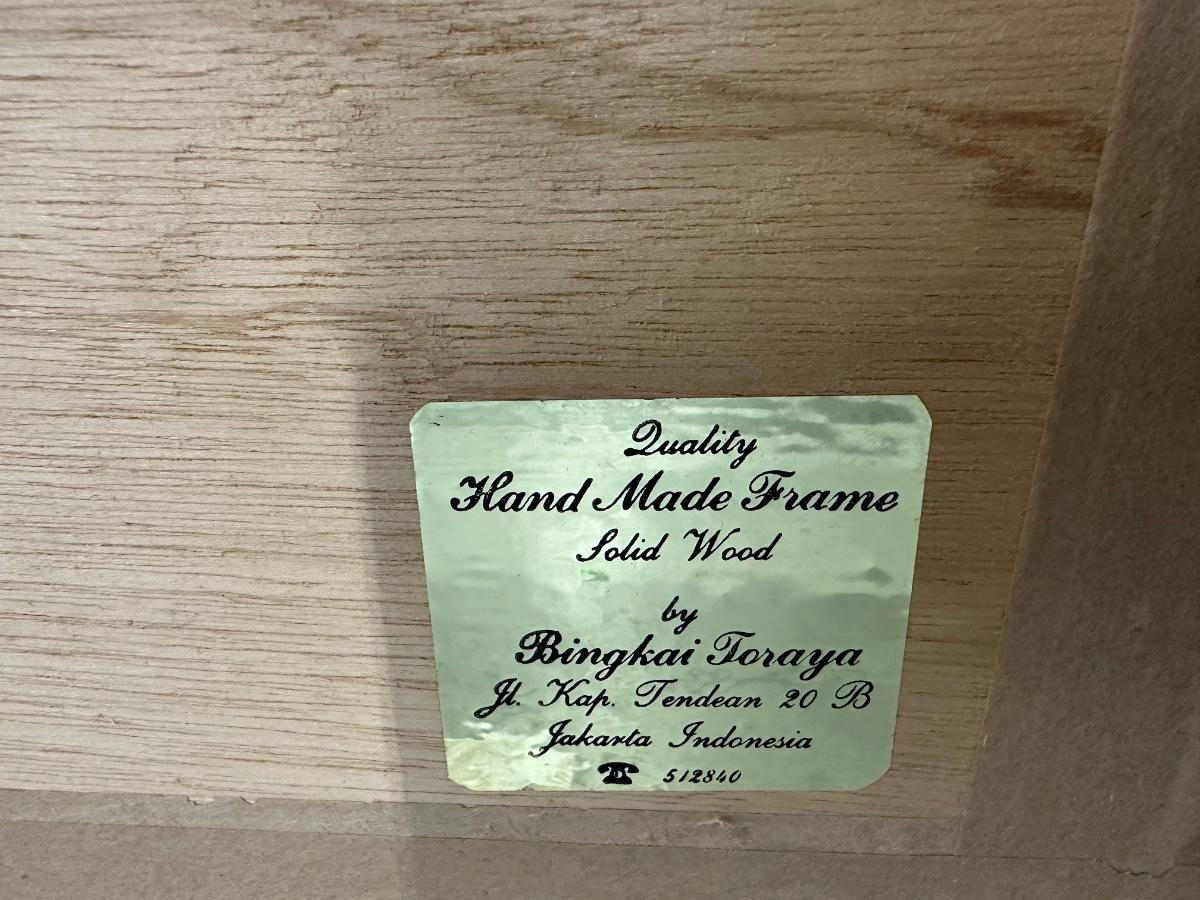 Quality
Hand Made Frame
Solid Wood
by
Bingkai Toraya
Jl. Kap. Tendean 20 B
Jakarta Indonesia
☎ 512840